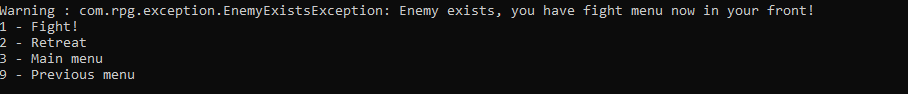 Warning : com.rpg.exception.EnemyExistsException: Enemy exists, you have fight menu now in your front!
1 - Fight!
2 - Retreat
3 - Main menu
9 - Previous menu